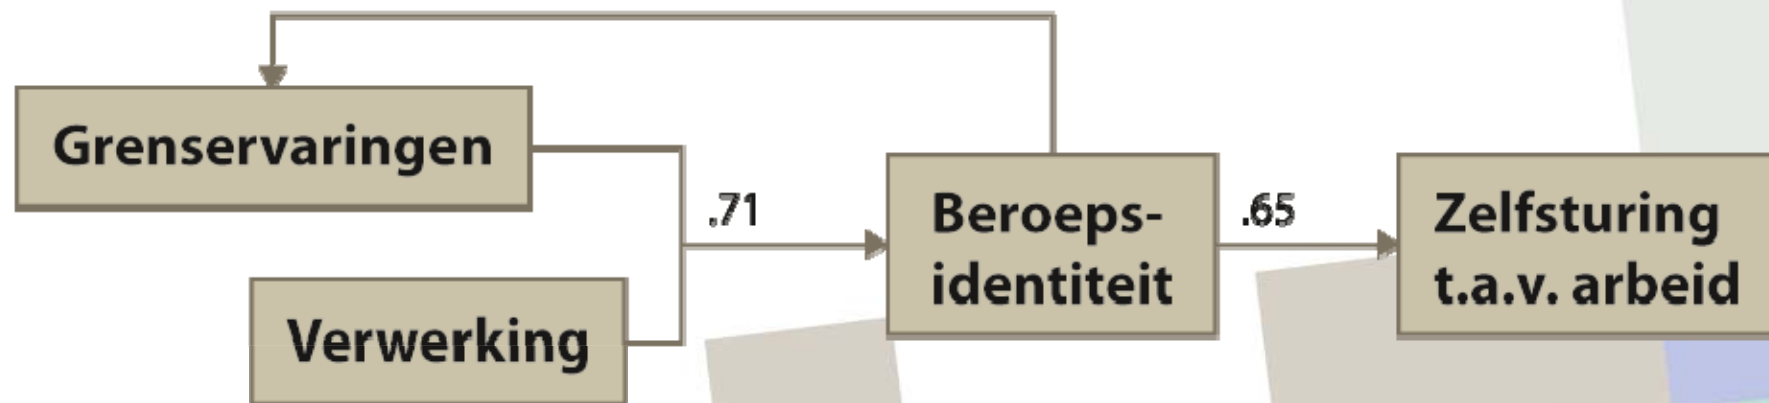 Grenservaringen
.71
Beroeps-
identiteit
.65
Zelfsturing
t.a.v. arbeid
Verwerking